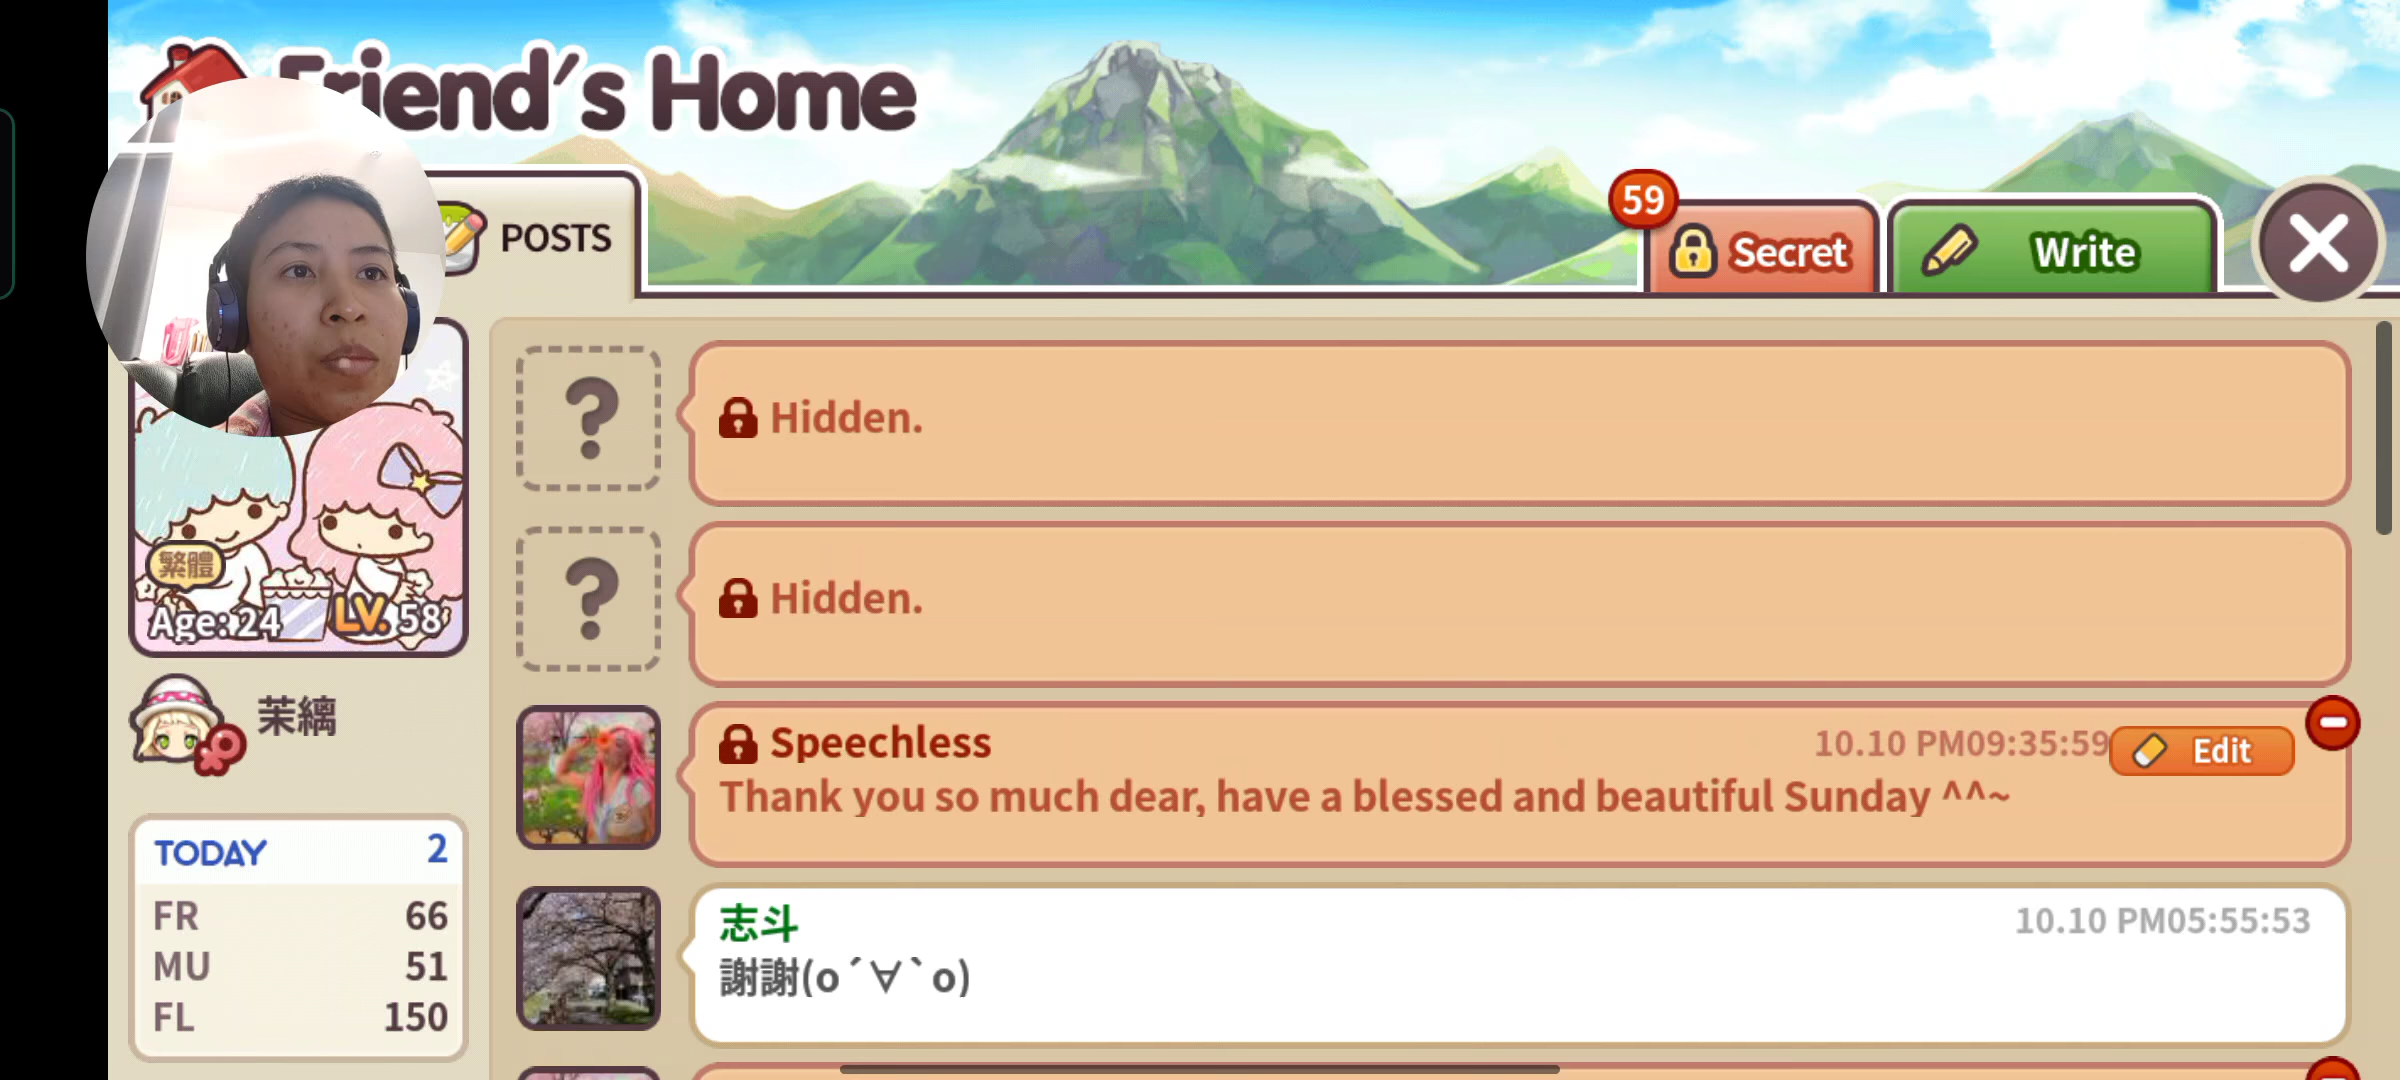 Friend's Home
POSTS
59
Secret
Write
繁體
Age:24
LV.58
茉縭
TODAY 2
FR 66
MU 51
FL 150
Hidden.
Hidden.
Speechless
10.10 PM09:35:59
Edit
Thank you so much dear, have a blessed and beautiful Sunday ^^~
志斗
10.10 PM05:55:53
謝謝(o´∀`o)